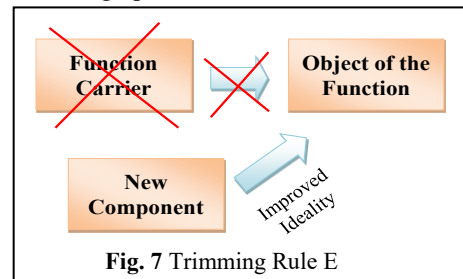 Function
Carrier
Object of the
Function
New
Component
Improved
Ideality
Fig. 7 Trimming Rule E